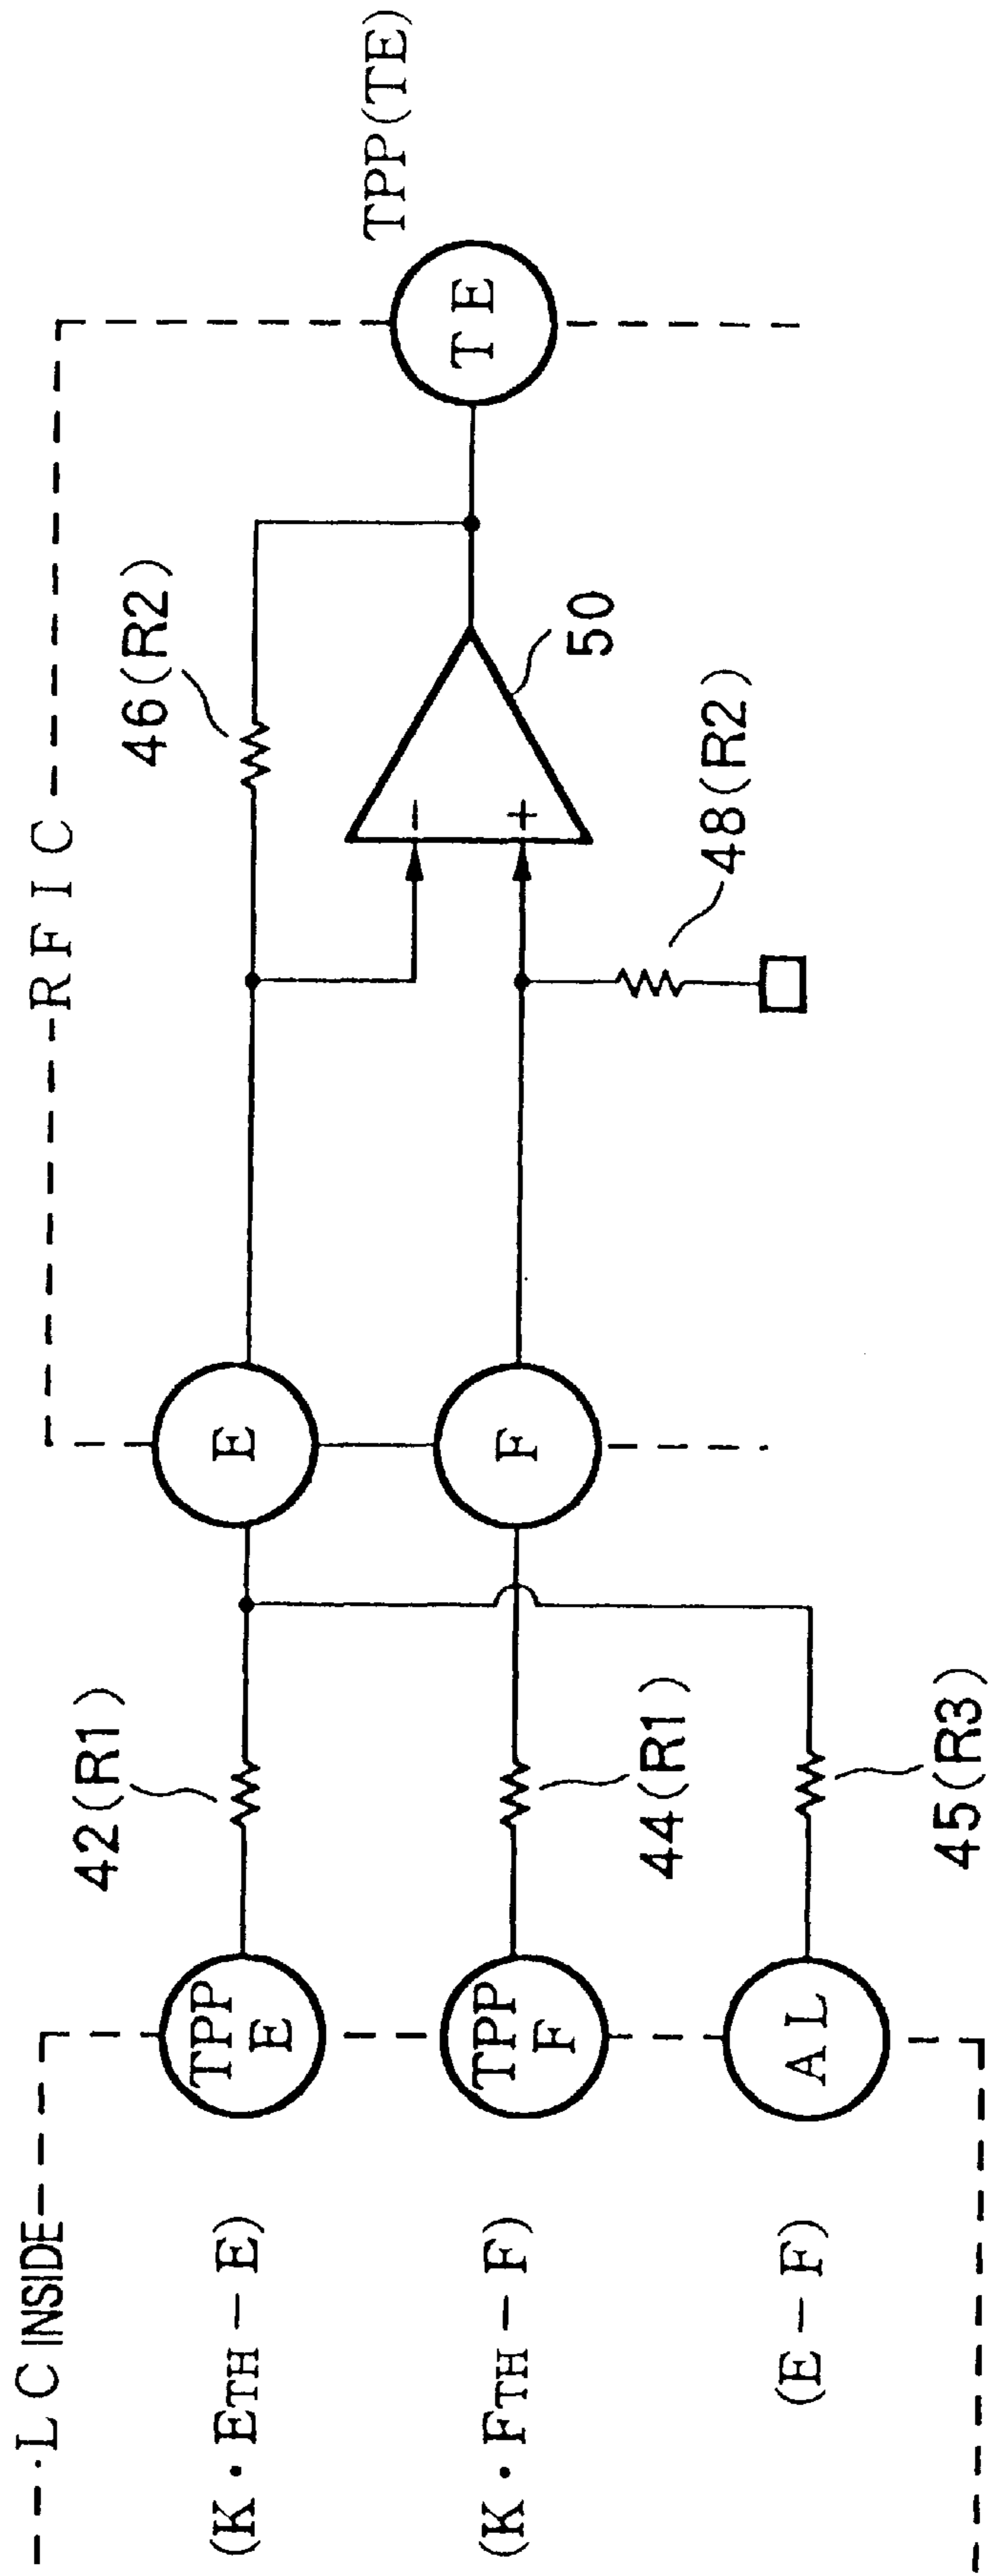 LC INSIDE
RFIC
(K・ETH－E)
TPP
E
42(R1)
E
46(R2)
(K・FTH－F)
TPP
F
44(R1)
F
－
+
50
48(R2)
TE
TPP(TE)
(E－F)
AL
45(R3)